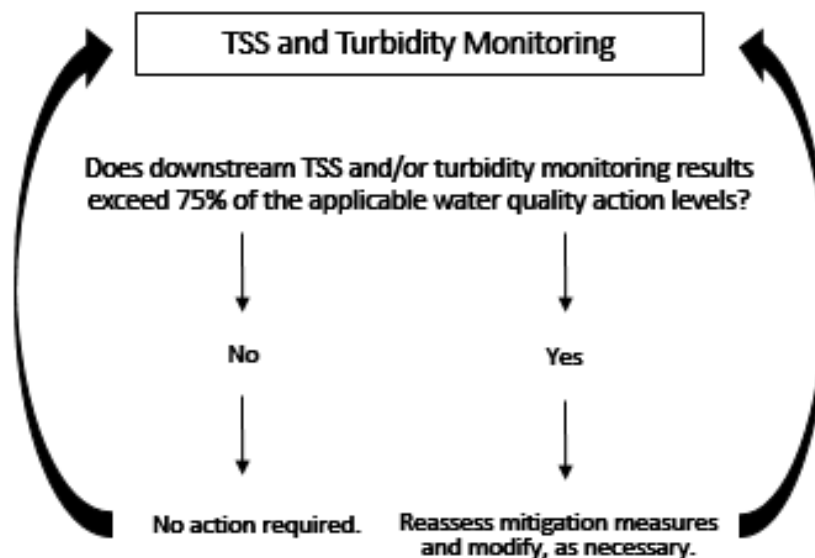 TSS and Turbidity Monitoring
Does downstream TSS and/or turbidity monitoring results
exceed 75% of the applicable water quality action levels?
No
Yes
No action required.
Reassess mitigation measures
and modify, as necessary.